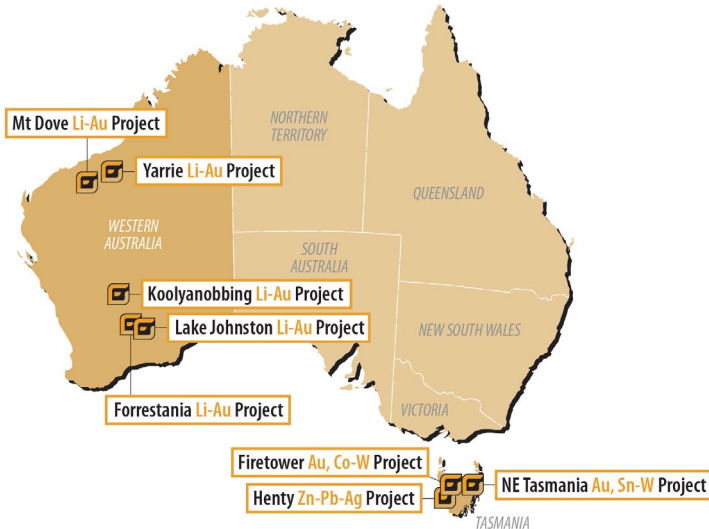 NORTHERN
TERRITORY
Mt Dove Li-Au Project
Yarrie Li-Au Project
QUEENSLAND
WESTERN
AUSTRALIA
SOUTH
AUSTRALIA
Koolyanobbing Li-Au Project
Lake Johnston Li-Au Project
NEW SOUTH WALES
Forrestania Li-Au Project
VICTORIA
Firetower Au, Co-W Project
NE Tasmania Au, Sn-W Project
Henty Zn-Pb-Ag Project
TASMANIA